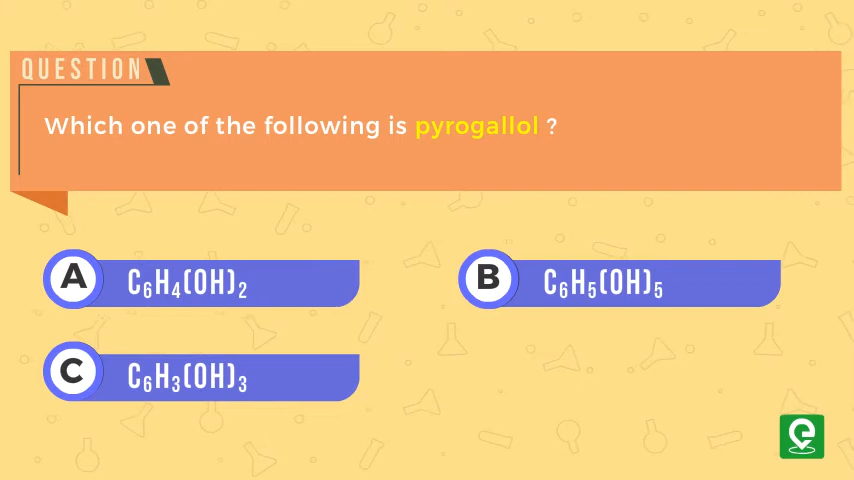 QUESTION
Which one of the following is pyrogallol ?
A C₆H₄(OH)₂
B C₆H₅(OH)₅
C C₆H₃(OH)₃